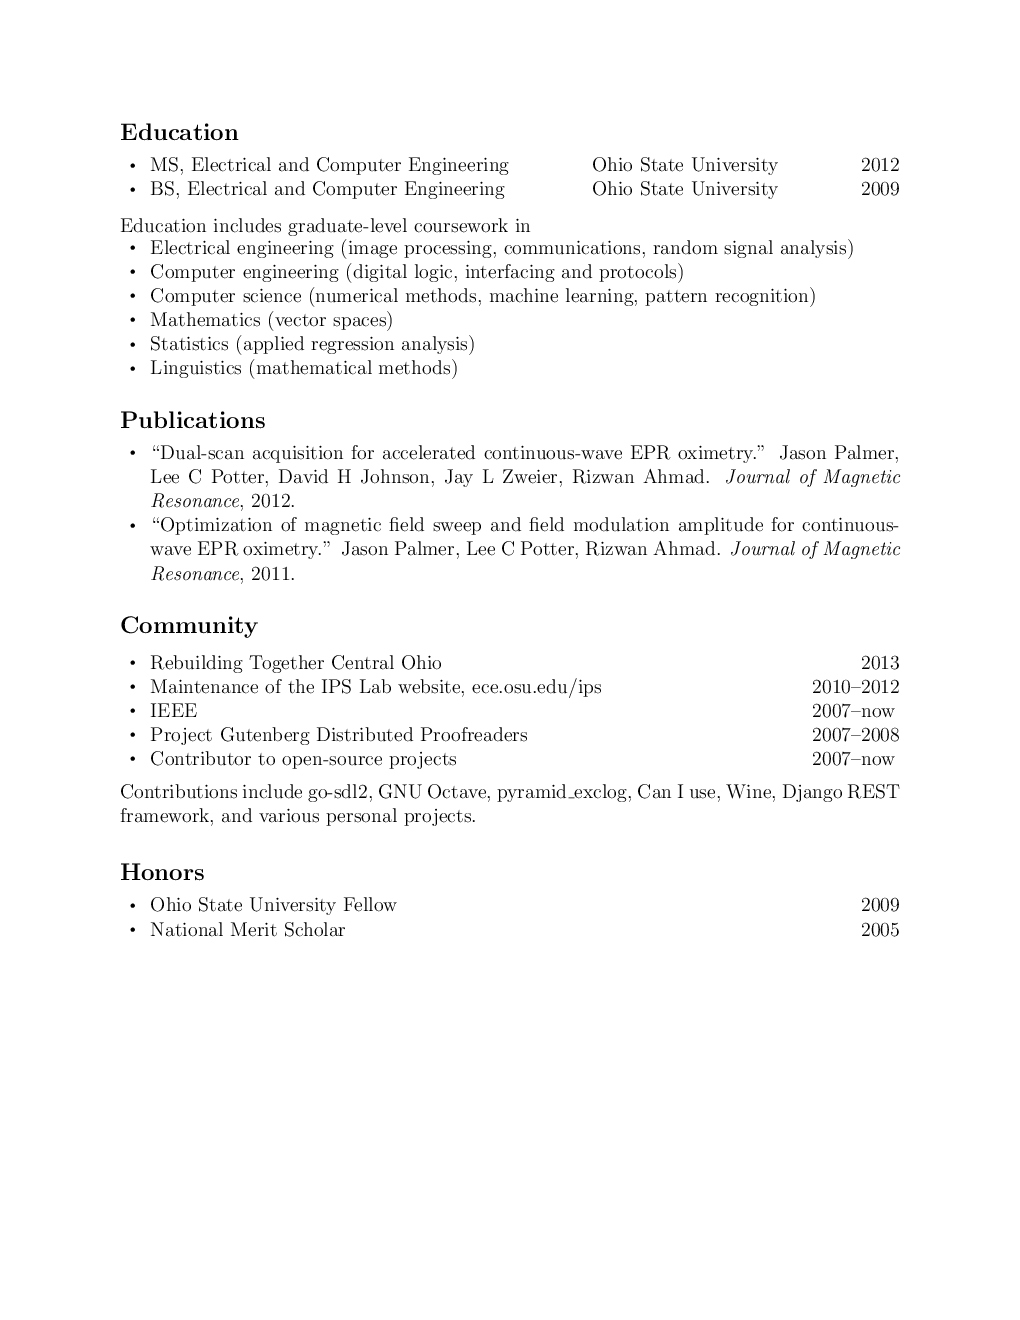 Education
• MS, Electrical and Computer Engineering Ohio State University 2012
• BS, Electrical and Computer Engineering Ohio State University 2009
Education includes graduate-level coursework in
• Electrical engineering (image processing, communications, random signal analysis)
• Computer engineering (digital logic, interfacing and protocols)
• Computer science (numerical methods, machine learning, pattern recognition)
• Mathematics (vector spaces)
• Statistics (applied regression analysis)
• Linguistics (mathematical methods)
Publications
• “Dual-scan acquisition for accelerated continuous-wave EPR oximetry.” Jason Palmer,
Lee C Potter, David H Johnson, Jay L Zweier, Rizwan Ahmad. Journal of Magnetic
Resonance, 2012.
• “Optimization of magnetic field sweep and field modulation amplitude for continuous-
wave EPR oximetry.” Jason Palmer, Lee C Potter, Rizwan Ahmad. Journal of Magnetic
Resonance, 2011.
Community
• Rebuilding Together Central Ohio 2013
• Maintenance of the IPS Lab website, ece.osu.edu/ips 2010–2012
• IEEE 2007–now
• Project Gutenberg Distributed Proofreaders 2007–2008
• Contributor to open-source projects 2007–now
Contributions include go-sdl2, GNU Octave, pyramid_exclog, Can I use, Wine, Django REST
framework, and various personal projects.
Honors
• Ohio State University Fellow 2009
• National Merit Scholar 2005